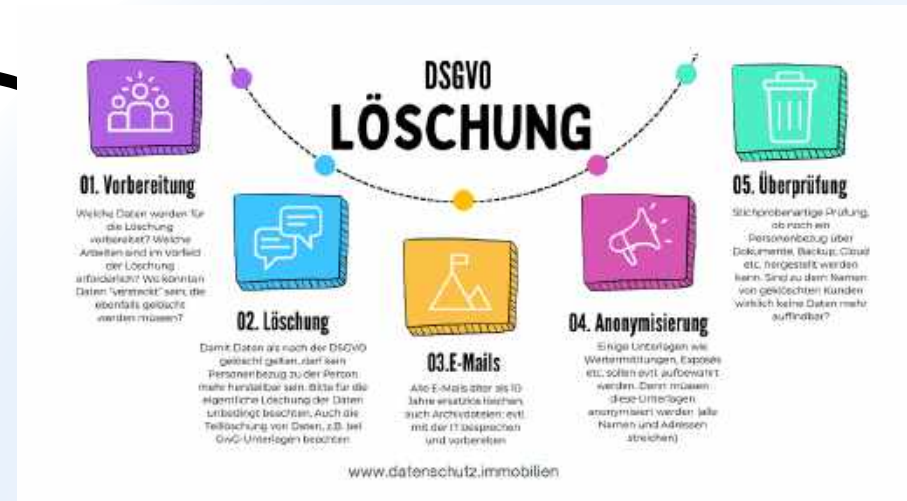 DSGVO
LÖSCHUNG
01. Vorbereitung
Welche Daten werden für
die Löschung
vorbereitet? Welche
Arbeiten sind im Vorfeld
der Löschung
erforderlich? Wo könnten
Daten "versteckt" sein, die
ebenfalls gelöscht
werden müssen?
02. Löschung
Damit Daten als nach der DSGVO
gelöscht gelten, darf kein
Personenbezug zu der Person
mehr herstellbar sein. Bitte für die
eigentliche Löschung der Daten
unbedingt beachten. Auch die
Teillöschung von Daten, z.B. bei
GwG-Unterlagen beachten
03.E-Mails
Alle E-Mails älter als 10
Jahre ersatzlos löschen,
auch Archivdateien; evtl.
mit der IT besprechen
und vorbereiten
04. Anonymisierung
Einige Unterlagen wie
Wertermittlungen, Exposés
etc. sollen evtl. aufbewahrt
werden. Dann müssen
diese Unterlagen
anonymisiert werden (alle
Namen und Adressen
streichen)
05. Überprüfung
Stichprobenartige Prüfung,
ob noch ein
Personenbezug über
Dokumente, Backup, Cloud
etc. hergestellt werden
kann. Sind zu dem Namen
von gelöschten Kunden
wirklich keine Daten mehr
auffindbar?
www.datenschutz.immobilien